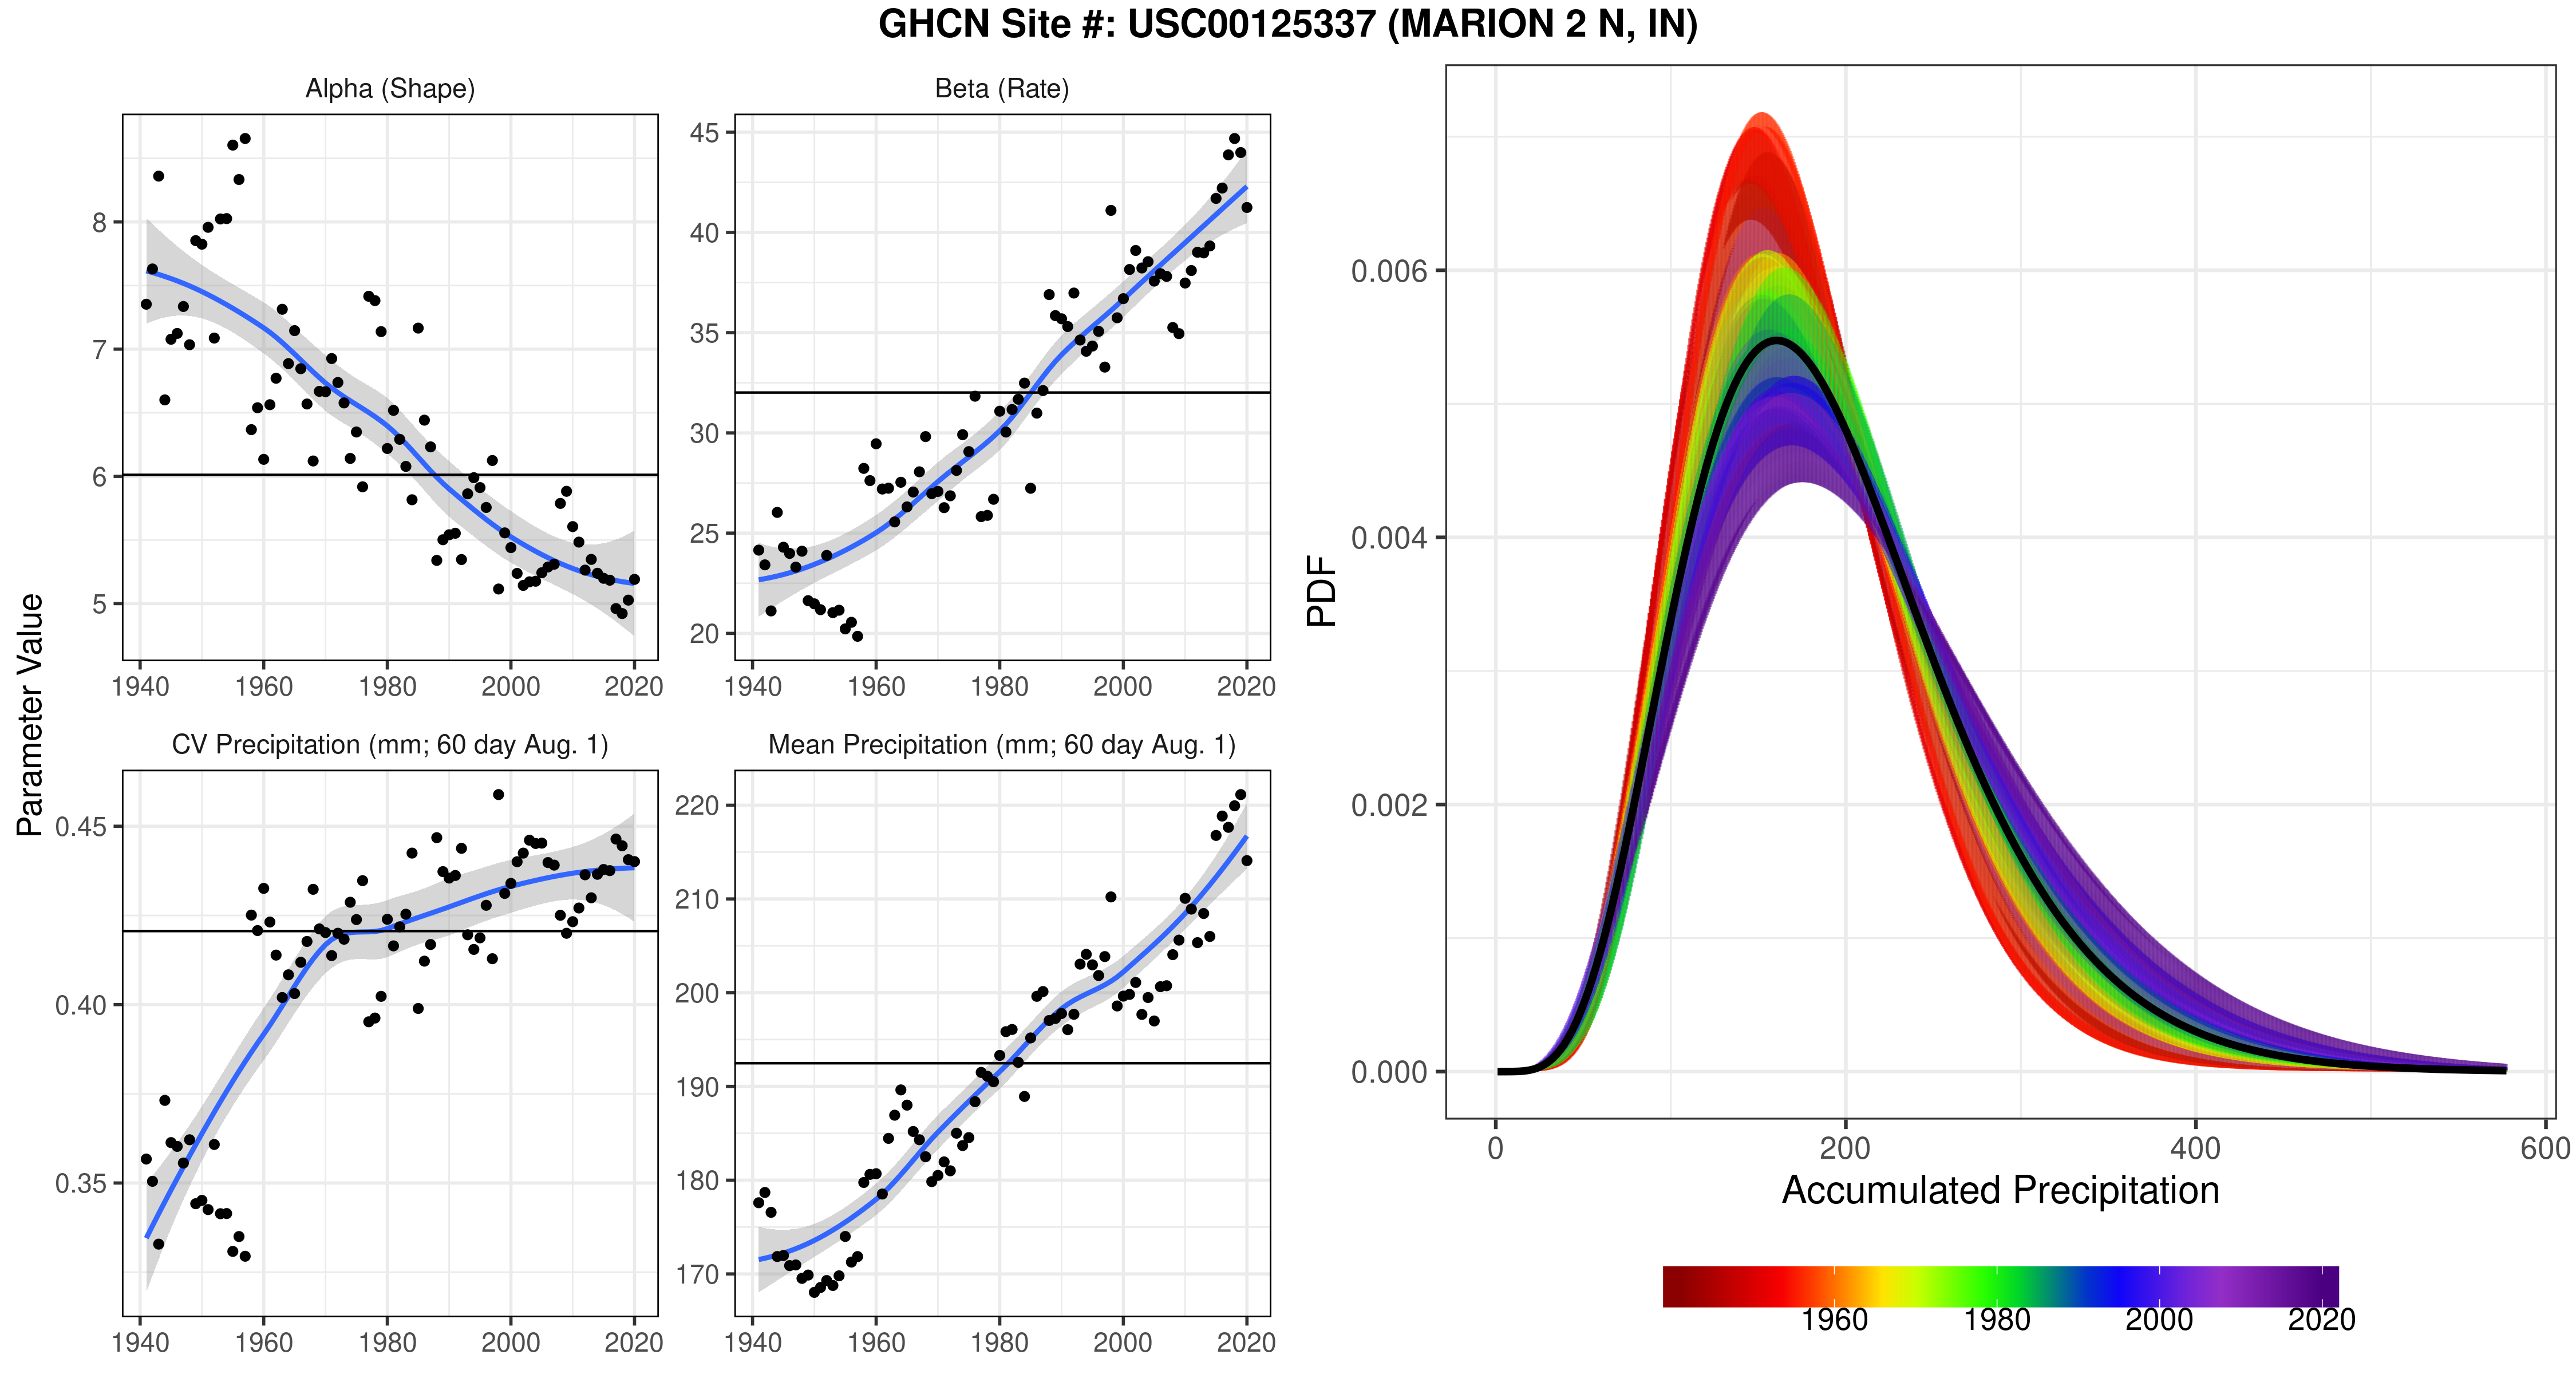 GHCN Site #: USC00125337 (MARION 2 N, IN)
Parameter Value
Alpha (Shape)
8
7
6
5
1940 1960 1980 2000 2020
Beta (Rate)
45
40
35
30
25
20
1940 1960 1980 2000 2020
CV Precipitation (mm; 60 day Aug. 1)
0.45
0.40
0.35
1940 1960 1980 2000 2020
Mean Precipitation (mm; 60 day Aug. 1)
220
210
200
190
180
170
1940 1960 1980 2000 2020
PDF
0.006
0.004
0.002
0.000
0 200 400 600
Accumulated Precipitation
1960 1980 2000 2020